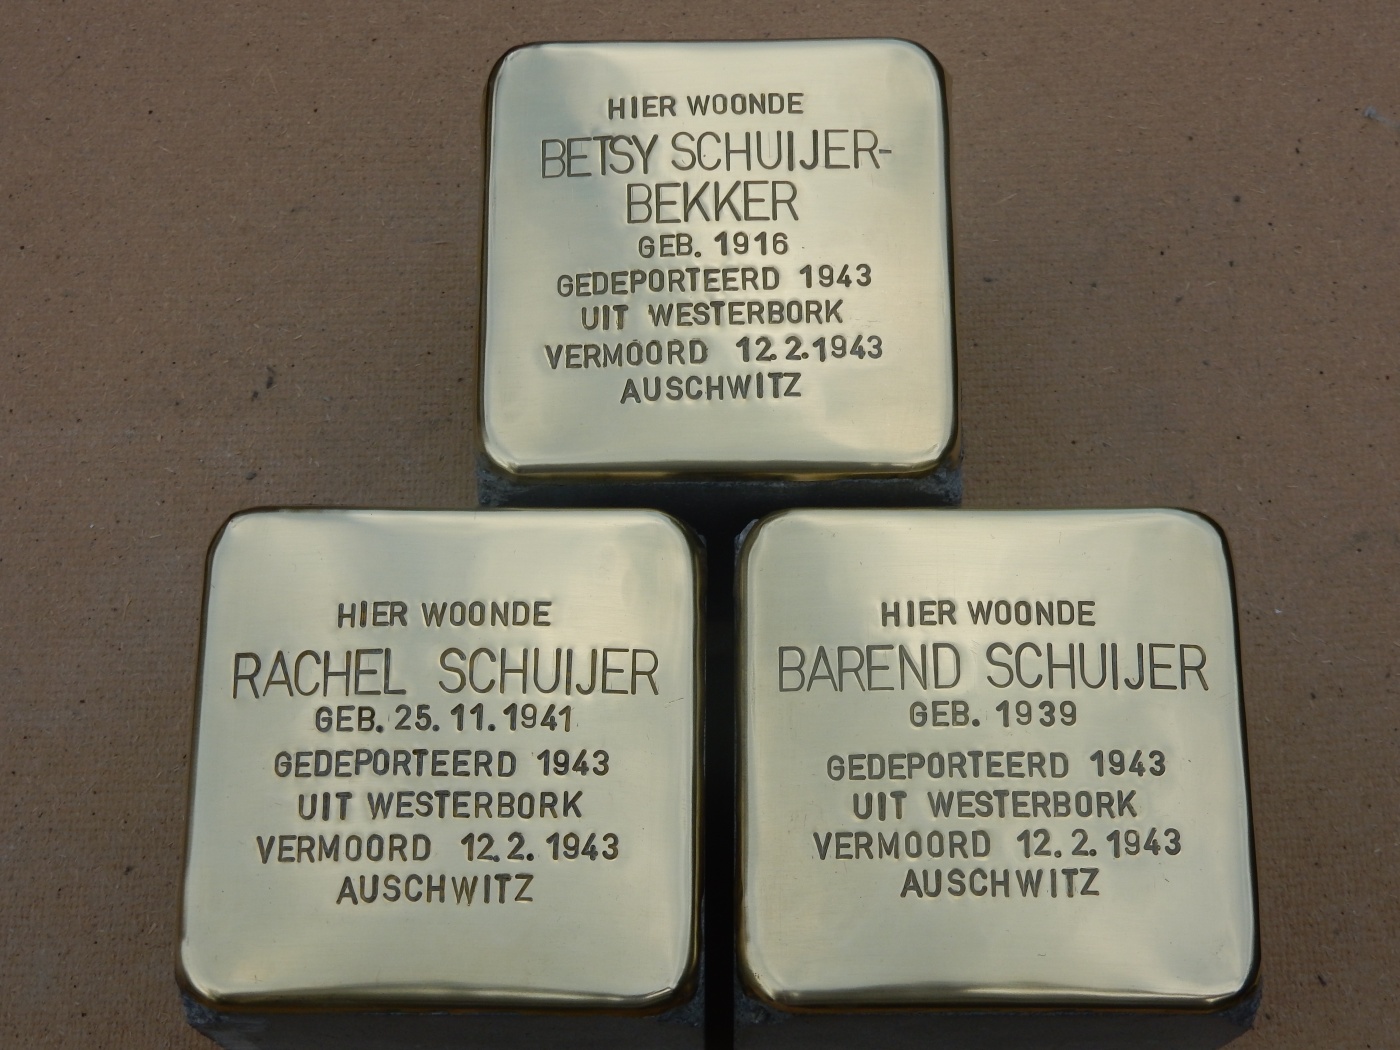 HIER WOONDE
BETSY SCHUIJER-
BEKKER
GEB. 1916
GEDEPORTEERD 1943
UIT WESTERBORK
VERMOORD 12.2.1943
AUSCHWITZ
HIER WOONDE
RACHEL SCHUIJER
GEB. 25.11.1941
GEDEPORTEERD 1943
UIT WESTERBORK
VERMOORD 12.2.1943
AUSCHWITZ
HIER WOONDE
BAREND SCHUIJER
GEB. 1939
GEDEPORTEERD 1943
UIT WESTERBORK
VERMOORD 12.2.1943
AUSCHWITZ